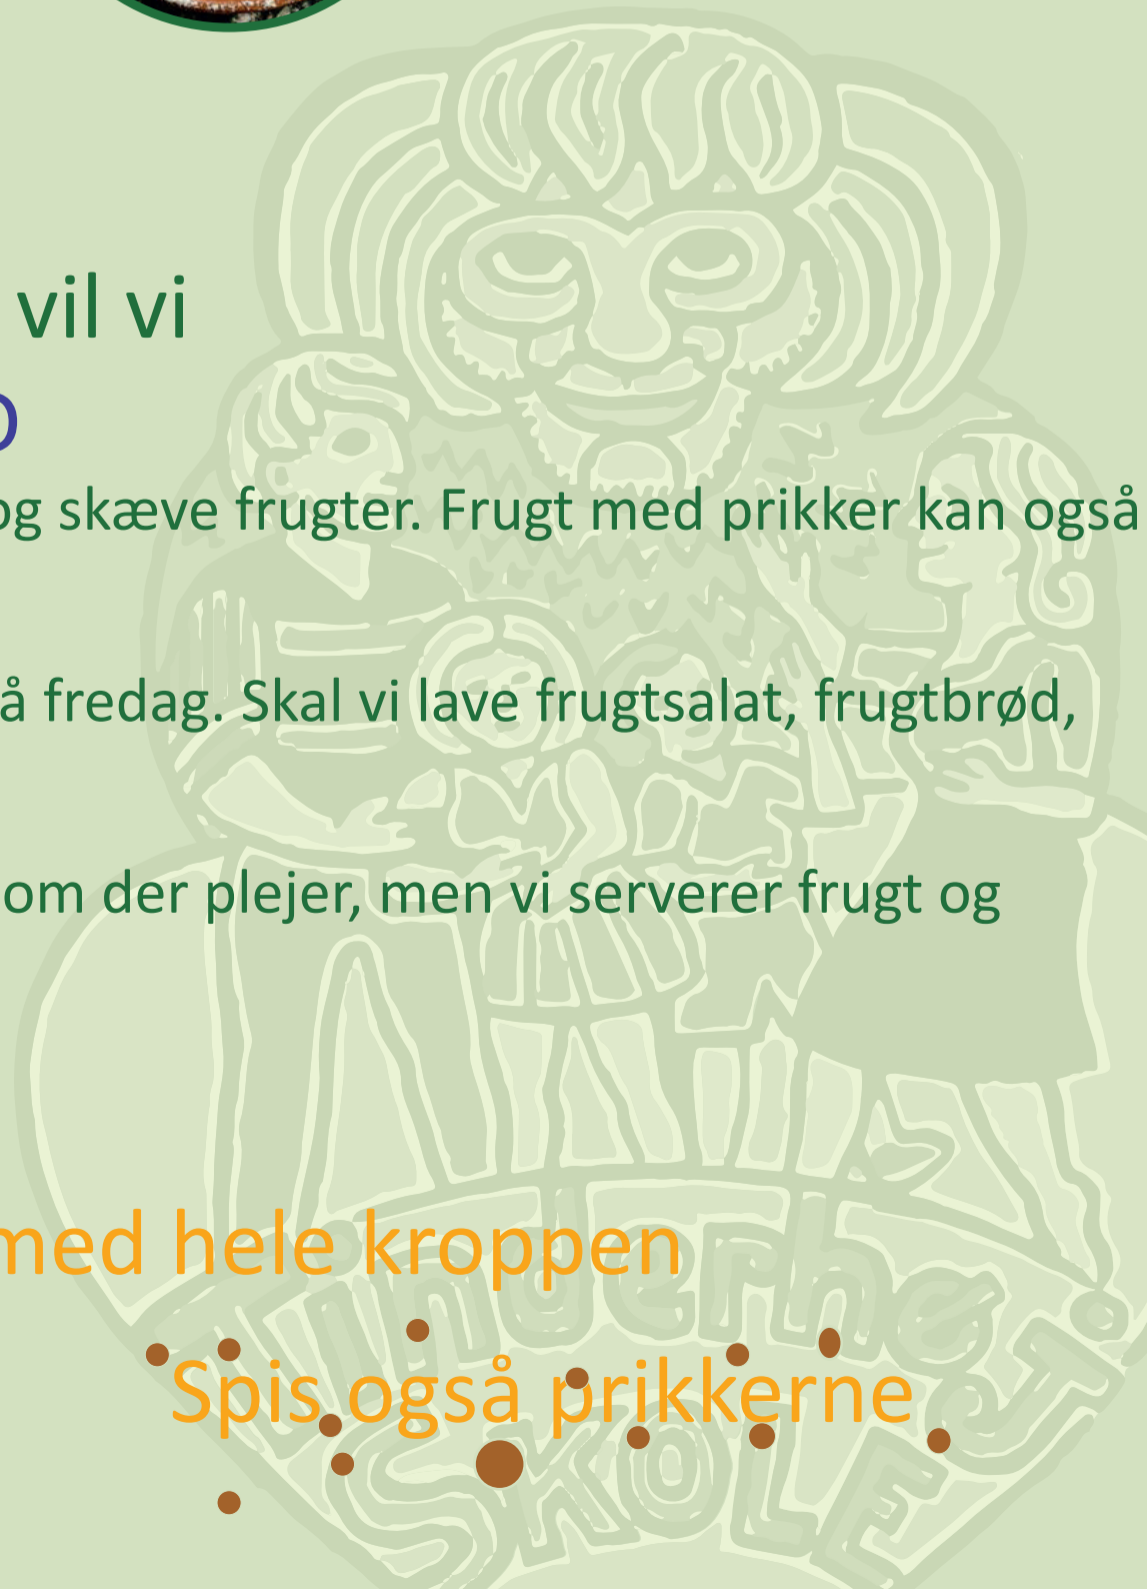 vil vi
og skæve frugter. Frugt med prikker kan også
å fredag. Skal vi lave frugtsalat, frugtbrød,
om der plejer, men vi serverer frugt og
med hele kroppen
Spis også prikkerne
SKOLE